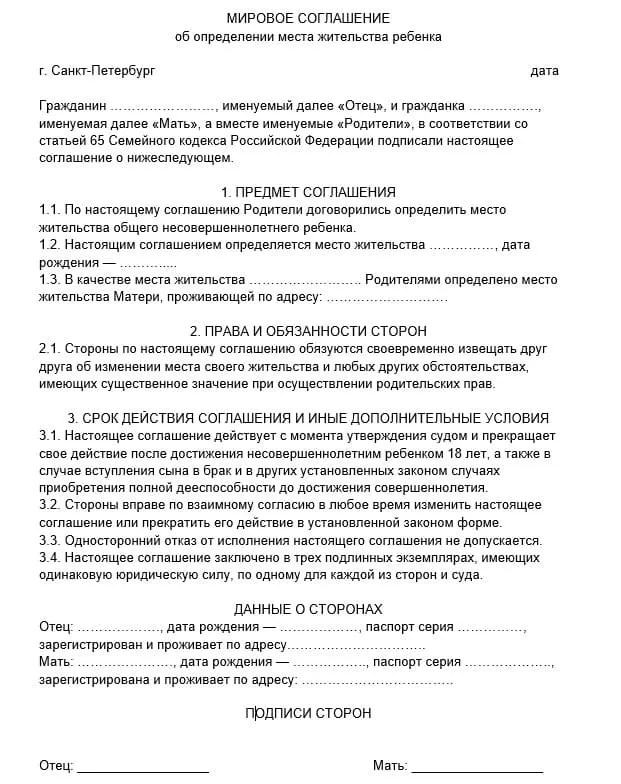 МИРОВОЕ СОГЛАШЕНИЕ
об определении места жительства ребенка
г. Санкт-Петербург дата
Гражданин ……………………, именуемый далее «Отец», и гражданка …………….,
именуемая далее «Мать», а вместе именуемые «Родители», в соответствии со
статьей 65 Семейного кодекса Российской Федерации подписали настоящее
соглашение о нижеследующем.
1. ПРЕДМЕТ СОГЛАШЕНИЯ
1.1. По настоящему соглашению Родители договорились определить место
жительства общего несовершеннолетнего ребенка.
1.2. Настоящим соглашением определяется место жительства ……………, дата
рождения — ………......
1.3. В качестве места жительства …………………….. Родителями определено место
жительства Матери, проживающей по адресу: ……………………….
2. ПРАВА И ОБЯЗАННОСТИ СТОРОН
2.1. Стороны по настоящему соглашению обязуются своевременно извещать друг
друга об изменении места своего жительства и любых других обстоятельствах,
имеющих существенное значение при осуществлении родительских прав.
3. СРОК ДЕЙСТВИЯ СОГЛАШЕНИЯ И ИНЫЕ ДОПОЛНИТЕЛЬНЫЕ УСЛОВИЯ
3.1. Настоящее соглашение действует с момента утверждения судом и прекращает
свое действие после достижения несовершеннолетним ребенком 18 лет, а также в
случае вступления сына в брак и в других установленных законом случаях
приобретения полной дееспособности до достижения совершеннолетия.
3.2. Стороны вправе по взаимному согласию в любое время изменить настоящее
соглашение или прекратить его действие в установленной законом форме.
3.3. Односторонний отказ от исполнения настоящего соглашения не допускается.
3.4. Настоящее соглашение заключено в трех подлинных экземплярах, имеющих
одинаковую юридическую силу, по одному для каждой из сторон и суда.
ДАННЫЕ О СТОРОНАХ
Отец: ………………., дата рождения — ………………, паспорт серия ……………,
зарегистрирован и проживает по адресу…………………………..
Мать: …………………., дата рождения — …………….., паспорт серия ………………..,
зарегистрирована и проживает по адресу: ……………………………..
ПОДПИСИ СТОРОН
Отец: ____________________ Мать: ____________________